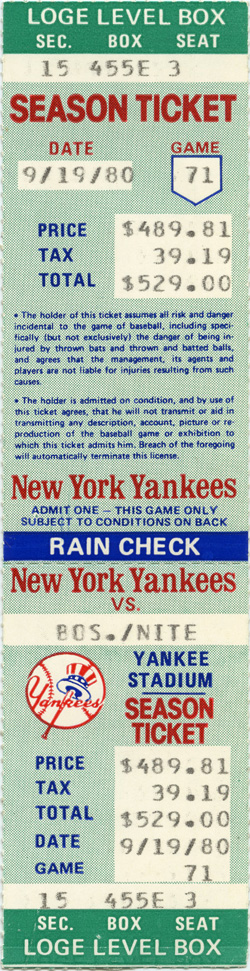 LOGE LEVEL BOX
SEC. BOX SEAT
15 455E 3
SEASON TICKET
DATE GAME
9/19/80 71
PRICE $489.81
TAX 39.19
TOTAL $529.00
• The holder of this ticket assumes all risk and danger
incidental to the game of baseball, including speci-
fically (but not exclusively) the danger of being in-
jured by thrown bats and thrown and batted balls,
and agrees that the management, its agents and
players are not liable for injuries resulting from such
causes.
• The holder is admitted on condition, and by use of
this ticket agrees, that he will not transmit or aid in
transmitting any description, account, picture or re-
production of the baseball game or exhibition to
which this ticket admits him. Breach of the foregoing
will automatically terminate this license.
New York Yankees
ADMIT ONE – THIS GAME ONLY
SUBJECT TO CONDITIONS ON BACK
RAIN CHECK
New York Yankees
VS.
BOS./NITE
Yankees
YANKEE
STADIUM
SEASON
TICKET
PRICE $489.81
TAX 39.19
TOTAL $529.00
DATE 9/19/80
GAME 71
15 455E 3
SEC. BOX SEAT
LOGE LEVEL BOX